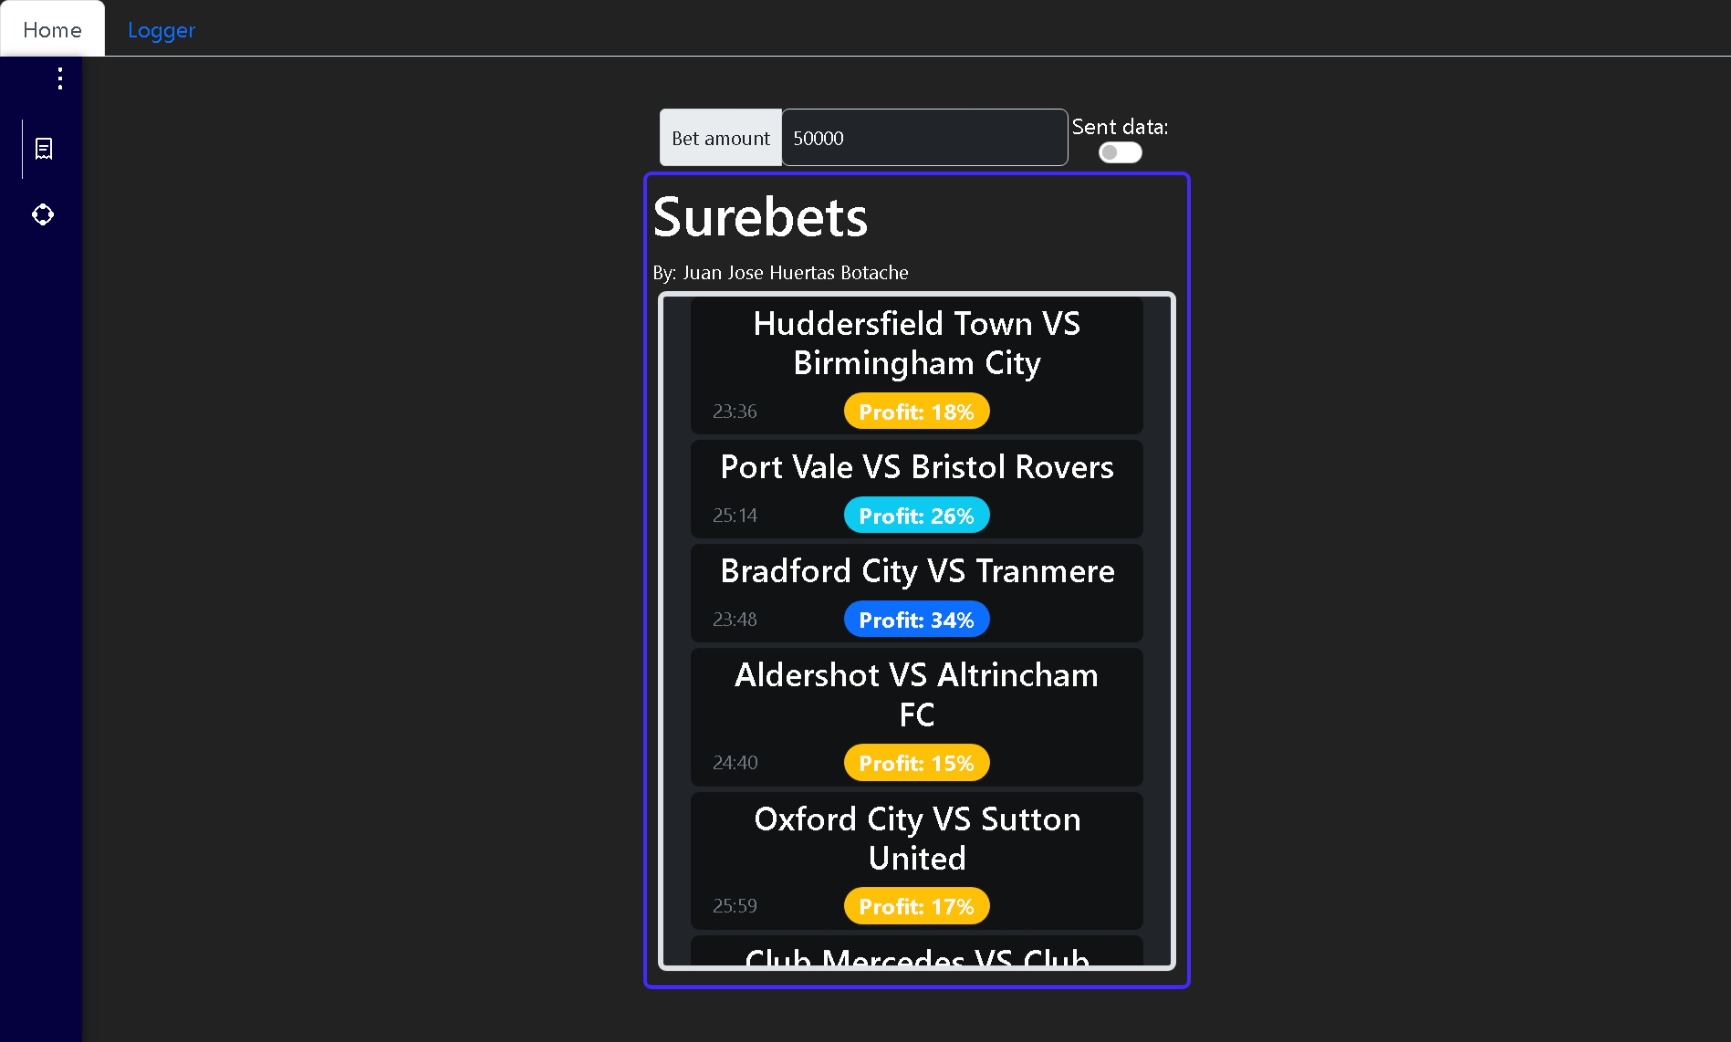 Home
Logger
Bet amount
50000
Sent data:
Surebets
By: Juan Jose Huertas Botache
Huddersfield Town VS
Birmingham City
23:36
Profit: 18%
Port Vale VS Bristol Rovers
25:14
Profit: 26%
Bradford City VS Tranmere
23:48
Profit: 34%
Aldershot VS Altrincham
FC
24:40
Profit: 15%
Oxford City VS Sutton
United
25:59
Profit: 17%
Club Mercedes VS Club